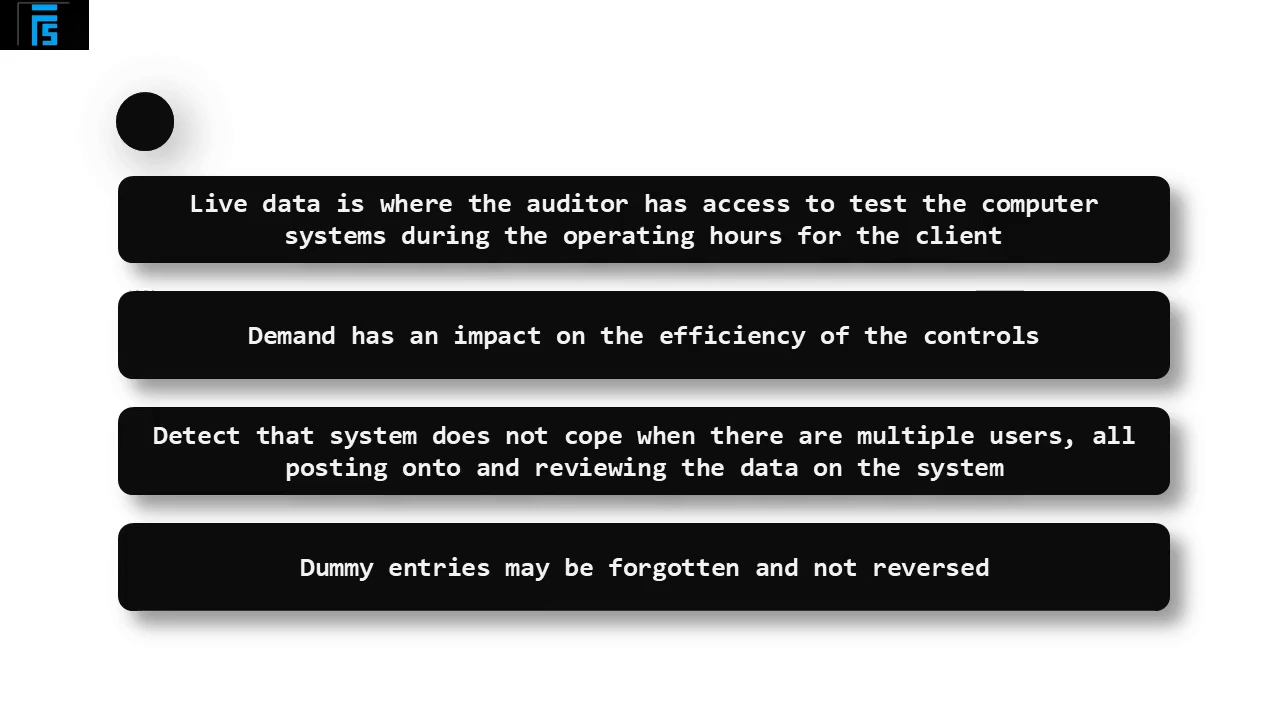 Live data is where the auditor has access to test the computer
systems during the operating hours for the client
Demand has an impact on the efficiency of the controls
Detect that system does not cope when there are multiple users, all
posting onto and reviewing the data on the system
Dummy entries may be forgotten and not reversed